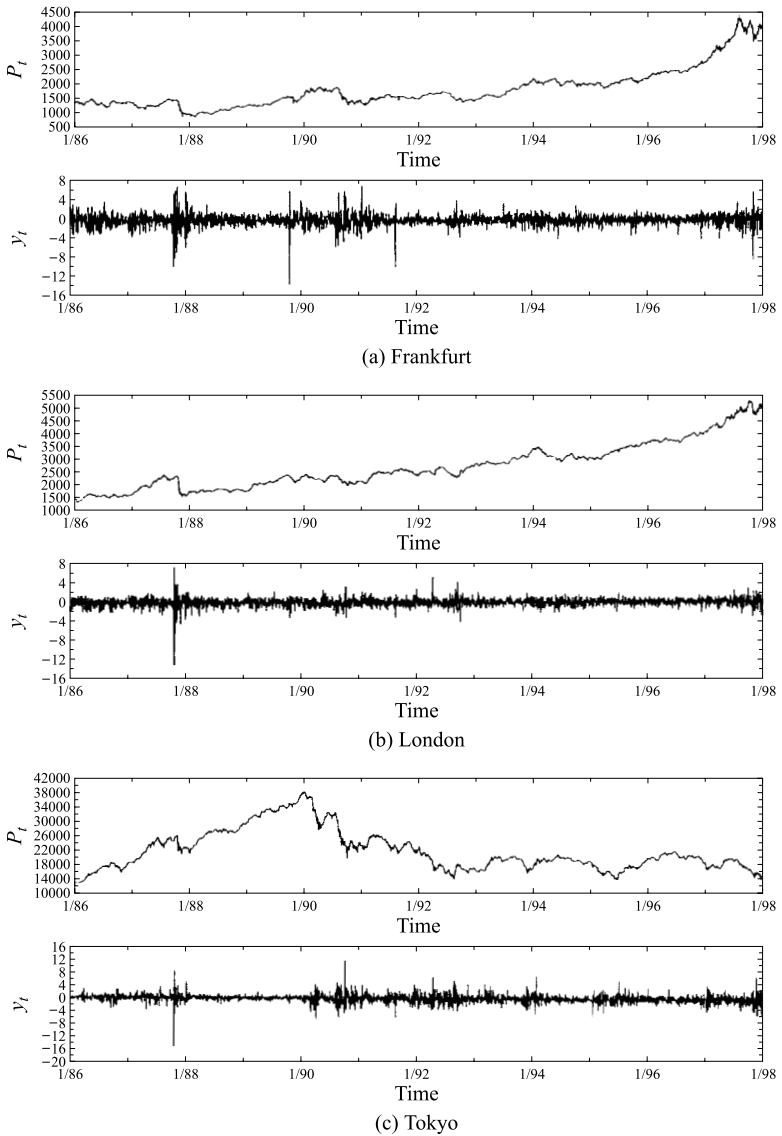 4500
4000
3500
3000
2500
2000
1500
1000
500
P_t
1/86 1/88 1/90 1/92 1/94 1/96 1/98
Time
8
4
0
−4
−8
−12
−16
y_t
1/86 1/88 1/90 1/92 1/94 1/96 1/98
Time
(a) Frankfurt
5500
5000
4500
4000
3500
3000
2500
2000
1500
1000
P_t
1/86 1/88 1/90 1/92 1/94 1/96 1/98
Time
8
4
0
−4
−8
−12
−16
y_t
1/86 1/88 1/90 1/92 1/94 1/96 1/98
Time
(b) London
42000
38000
34000
30000
26000
22000
18000
14000
10000
P_t
1/86 1/88 1/90 1/92 1/94 1/96 1/98
Time
16
12
8
4
0
−4
−8
−12
−16
−20
y_t
1/86 1/88 1/90 1/92 1/94 1/96 1/98
Time
(c) Tokyo